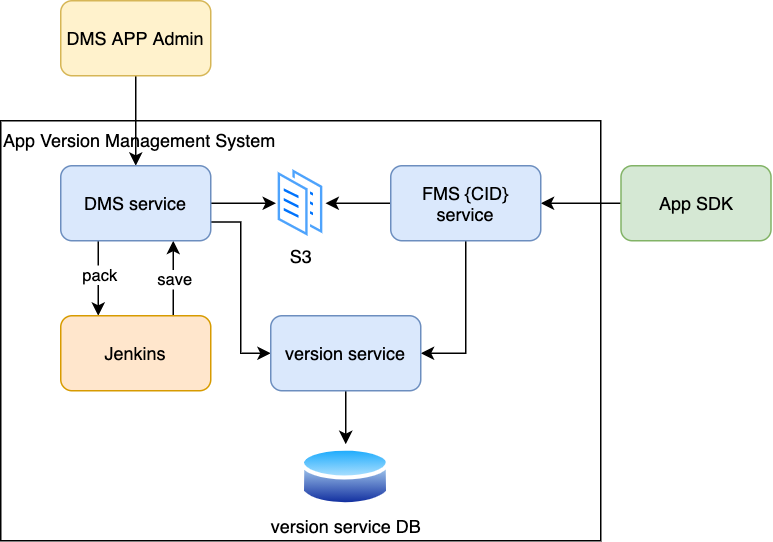 DMS APP Admin
App Version Management System
DMS service
S3
FMS {CID}
service
App SDK
pack
save
Jenkins
version service
version service DB